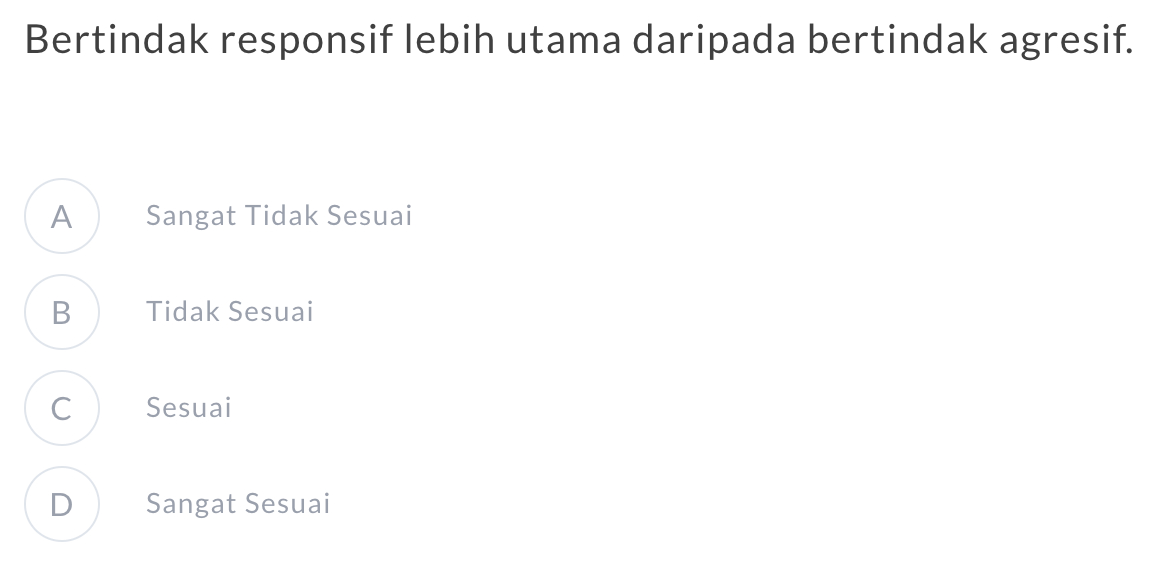 Bertindak responsif lebih utama daripada bertindak agresif.
A Sangat Tidak Sesuai
B Tidak Sesuai
C Sesuai
D Sangat Sesuai